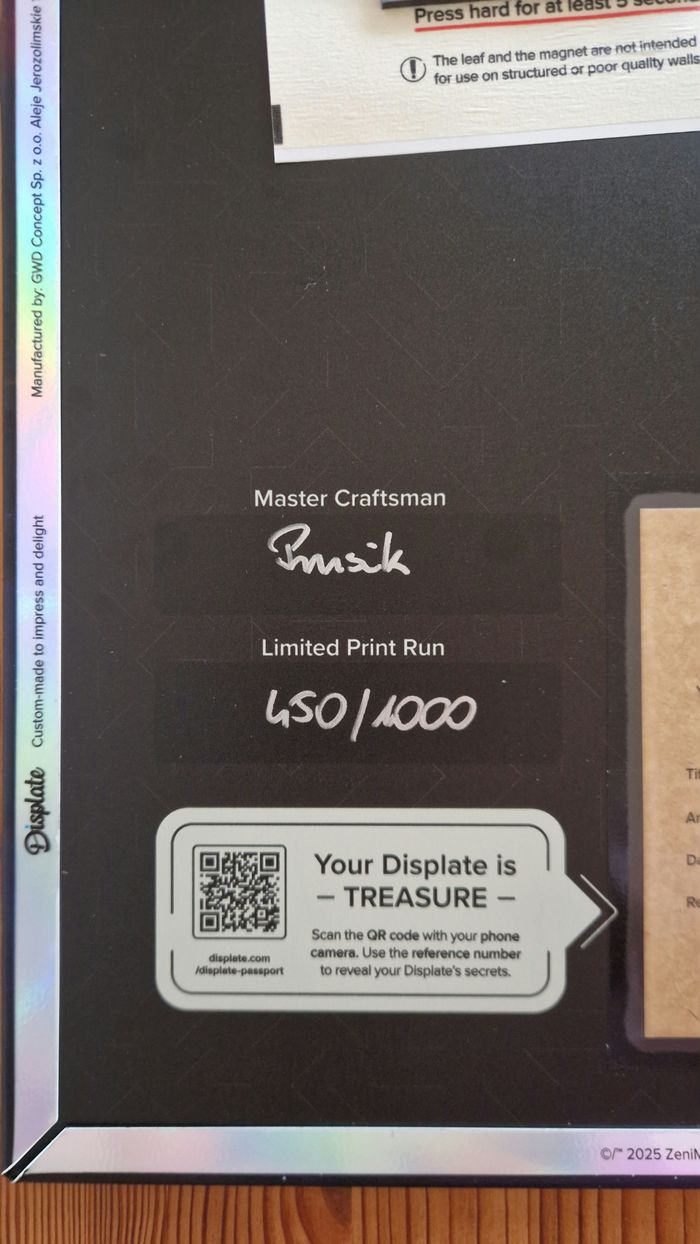 Press hard for at least 5
The leaf and the magnet are not intended
for use on structured or poor quality walls
Manufactured by: GWD Concept Sp. z o.o. Aleje Jerozolimskie
Custom-made to impress and delight
Displate
Master Craftsman
Limited Print Run
450/1000
Your Displate is
– TREASURE –
Scan the QR code with your phone
camera. Use the reference number
to reveal your Displate's secrets.
displate.com
/displate-passport
©/™ 2025